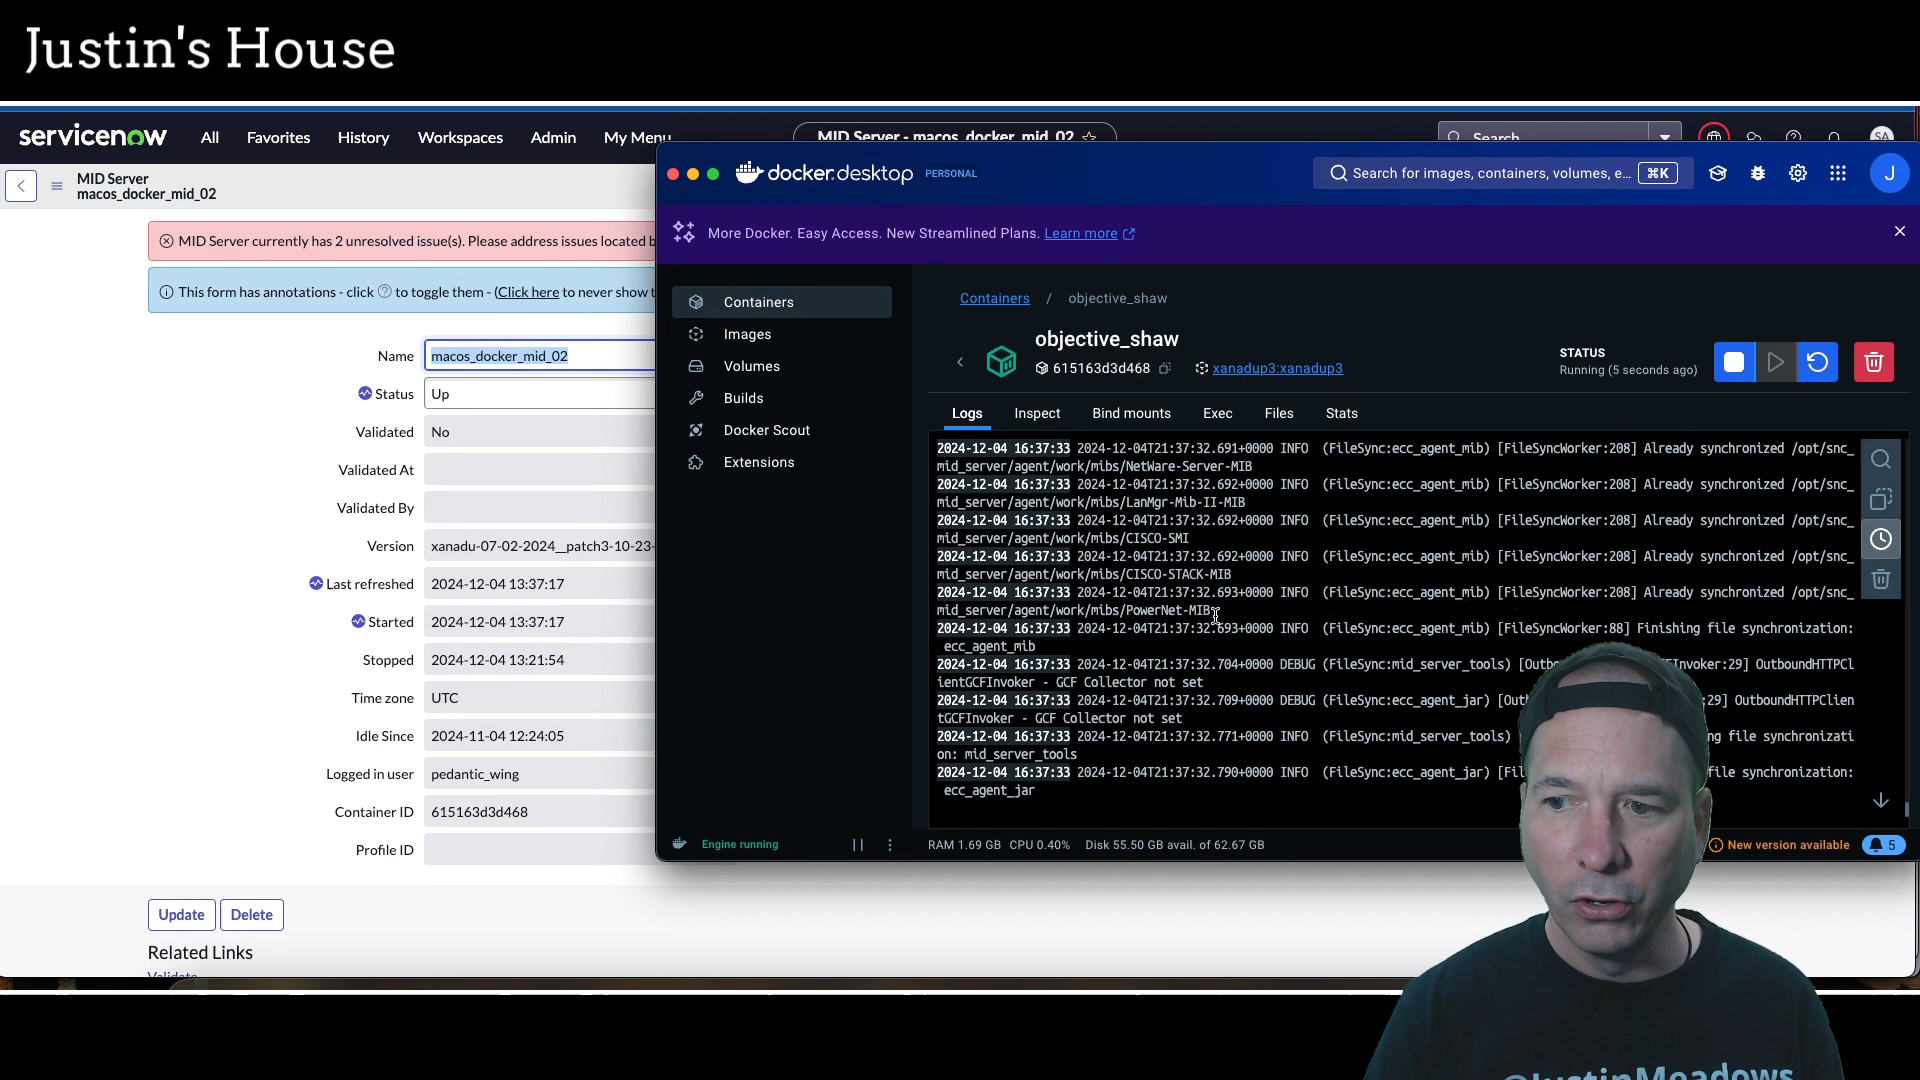 Justin's House
servicenow
All
Favorites
History
Workspaces
Admin
My Menu
MID Server - macos_docker_mid_02
Search
SA
MID Server
macos_docker_mid_02
MID Server currently has 2 unresolved issue(s). Please address issues located b
This form has annotations - click ? to toggle them - (Click here to never show t
Name
macos_docker_mid_02
Status
Up
Validated
No
Validated At
Validated By
Version
xanadu-07-02-2024__patch3-10-23-
Last refreshed
2024-12-04 13:37:17
Started
2024-12-04 13:37:17
Stopped
2024-12-04 13:21:54
Time zone
UTC
Idle Since
2024-11-04 12:24:05
Logged in user
pedantic_wing
Container ID
615163d3d468
Profile ID
Update
Delete
Related Links
Validate
docker.desktop PERSONAL
Search for images, containers, volumes, e... ⌘K
J
More Docker. Easy Access. New Streamlined Plans. Learn more
Containers
Images
Volumes
Builds
Docker Scout
Extensions
Containers / objective_shaw
objective_shaw
615163d3d468
xanadup3:xanadup3
STATUS
Running (5 seconds ago)
Logs
Inspect
Bind mounts
Exec
Files
Stats
2024-12-04 16:37:33 2024-12-04T21:37:32.691+0000 INFO (FileSync:ecc_agent_mib) [FileSyncWorker:208] Already synchronized /opt/snc_
mid_server/agent/work/mibs/NetWare-Server-MIB
2024-12-04 16:37:33 2024-12-04T21:37:32.692+0000 INFO (FileSync:ecc_agent_mib) [FileSyncWorker:208] Already synchronized /opt/snc_
mid_server/agent/work/mibs/LanMgr-Mib-II-MIB
2024-12-04 16:37:33 2024-12-04T21:37:32.692+0000 INFO (FileSync:ecc_agent_mib) [FileSyncWorker:208] Already synchronized /opt/snc_
mid_server/agent/work/mibs/CISCO-SMI
2024-12-04 16:37:33 2024-12-04T21:37:32.692+0000 INFO (FileSync:ecc_agent_mib) [FileSyncWorker:208] Already synchronized /opt/snc_
mid_server/agent/work/mibs/CISCO-STACK-MIB
2024-12-04 16:37:33 2024-12-04T21:37:32.693+0000 INFO (FileSync:ecc_agent_mib) [FileSyncWorker:208] Already synchronized /opt/snc_
mid_server/agent/work/mibs/PowerNet-MIB
2024-12-04 16:37:33 2024-12-04T21:37:32.693+0000 INFO (FileSync:ecc_agent_mib) [FileSyncWorker:88] Finishing file synchronization:
ecc_agent_mib
2024-12-04 16:37:33 2024-12-04T21:37:32.704+0000 DEBUG (FileSync:mid_server_tools) [Outbo FInvoker:29] OutboundHTTPCl
ientGCFInvoker - GCF Collector not set
2024-12-04 16:37:33 2024-12-04T21:37:32.709+0000 DEBUG (FileSync:ecc_agent_jar) [Out :29] OutboundHTTPClien
tGCFInvoker - GCF Collector not set
2024-12-04 16:37:33 2024-12-04T21:37:32.771+0000 INFO (FileSync:mid_server_tools) ng file synchronizati
on: mid_server_tools
2024-12-04 16:37:33 2024-12-04T21:37:32.790+0000 INFO (FileSync:ecc_agent_jar) [Fil file synchronization:
ecc_agent_jar
Engine running
RAM 1.69 GB CPU 0.40% Disk 55.50 GB avail. of 62.67 GB
New version available
5
@JustinMeadows